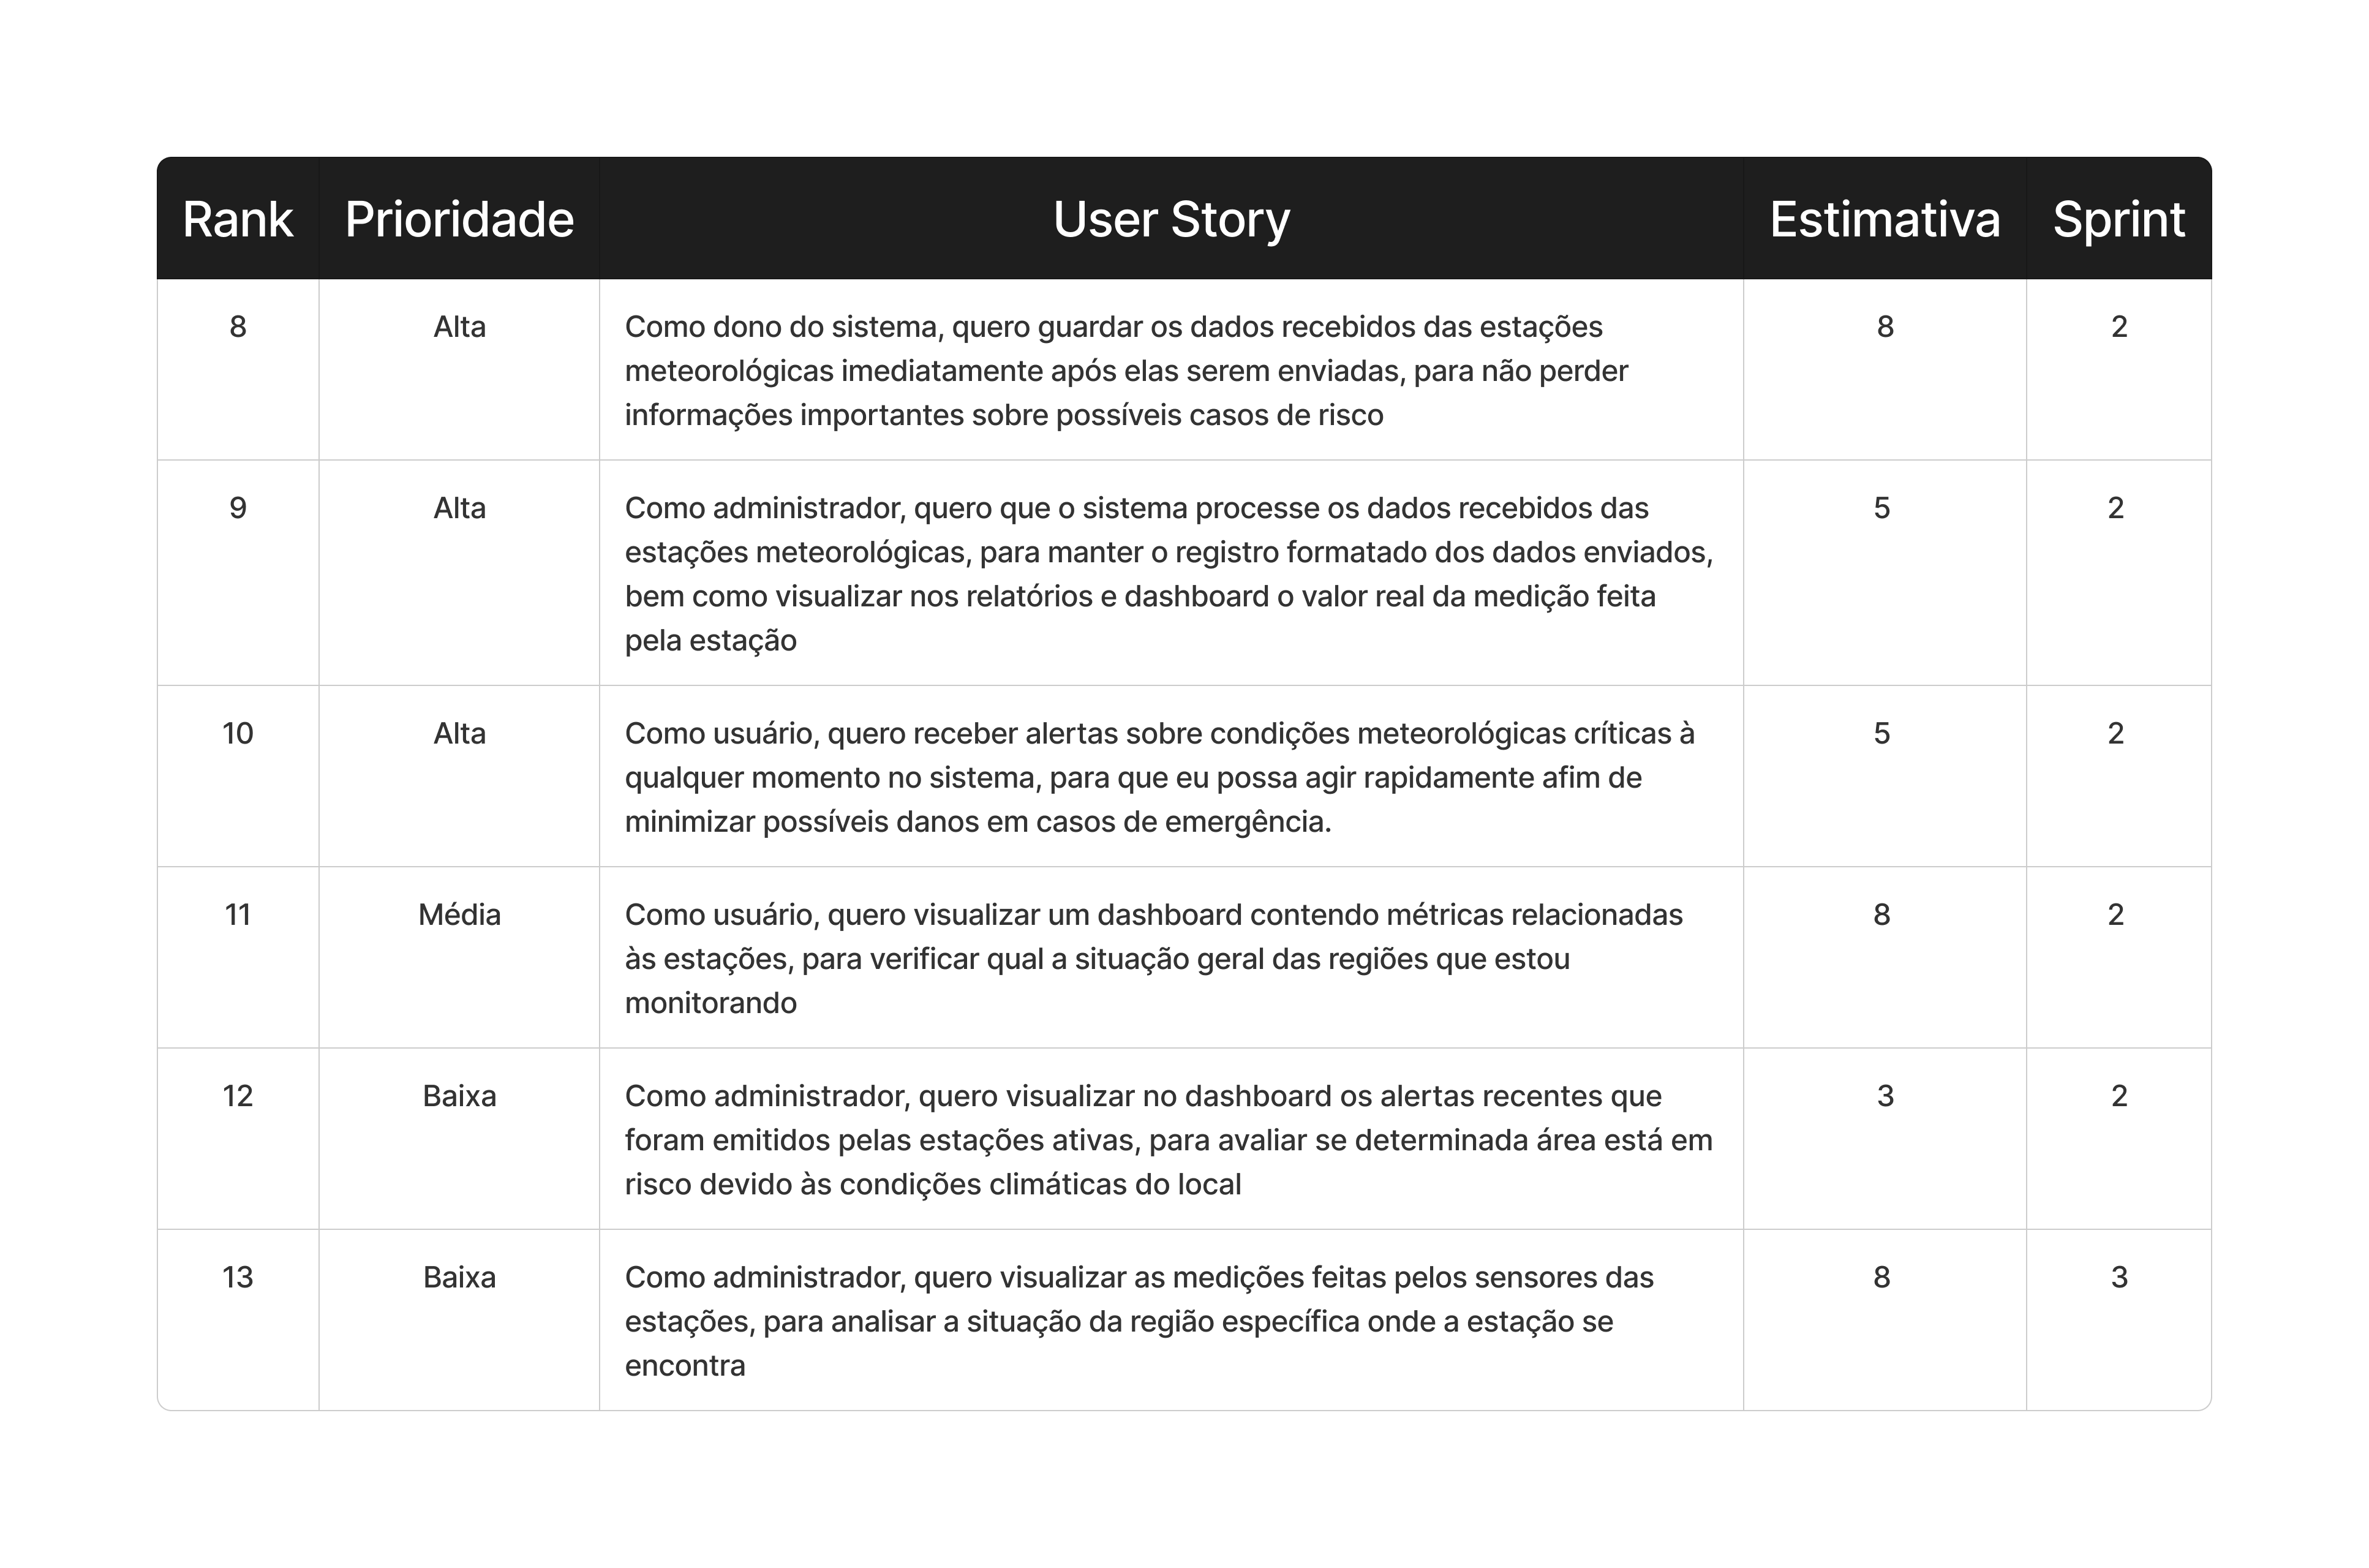 Rank Prioridade User Story Estimativa Sprint
8 Alta Como dono do sistema, quero guardar os dados recebidos das estações 8 2
meteorológicas imediatamente após elas serem enviadas, para não perder
informações importantes sobre possíveis casos de risco
9 Alta Como administrador, quero que o sistema processe os dados recebidos das 5 2
estações meteorológicas, para manter o registro formatado dos dados enviados,
bem como visualizar nos relatórios e dashboard o valor real da medição feita
pela estação
10 Alta Como usuário, quero receber alertas sobre condições meteorológicas críticas à 5 2
qualquer momento no sistema, para que eu possa agir rapidamente afim de
minimizar possíveis danos em casos de emergência.
11 Média Como usuário, quero visualizar um dashboard contendo métricas relacionadas 8 2
às estações, para verificar qual a situação geral das regiões que estou
monitorando
12 Baixa Como administrador, quero visualizar no dashboard os alertas recentes que 3 2
foram emitidos pelas estações ativas, para avaliar se determinada área está em
risco devido às condições climáticas do local
13 Baixa Como administrador, quero visualizar as medições feitas pelos sensores das 8 3
estações, para analisar a situação da região específica onde a estação se
encontra